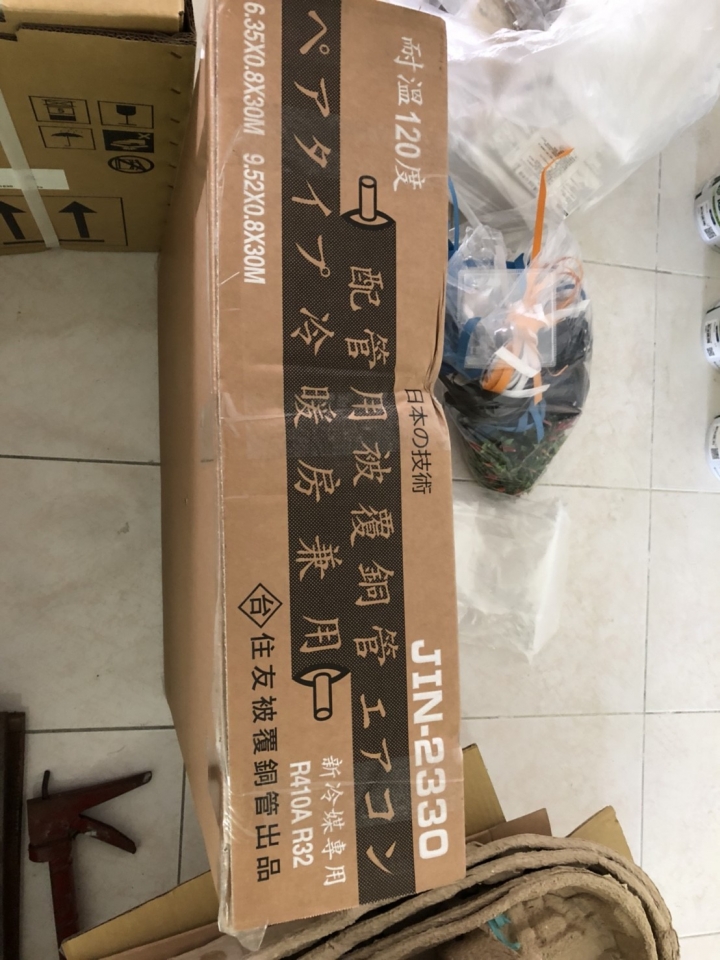 耐溫120度
日本の技術
JIN-2330
配管用被覆銅管エアコン
ペアタイプ冷暖房兼用
新冷媒專用
R410A R32
6.35X0.8X30M 9.52X0.8X30M
台 住友被覆銅管出品